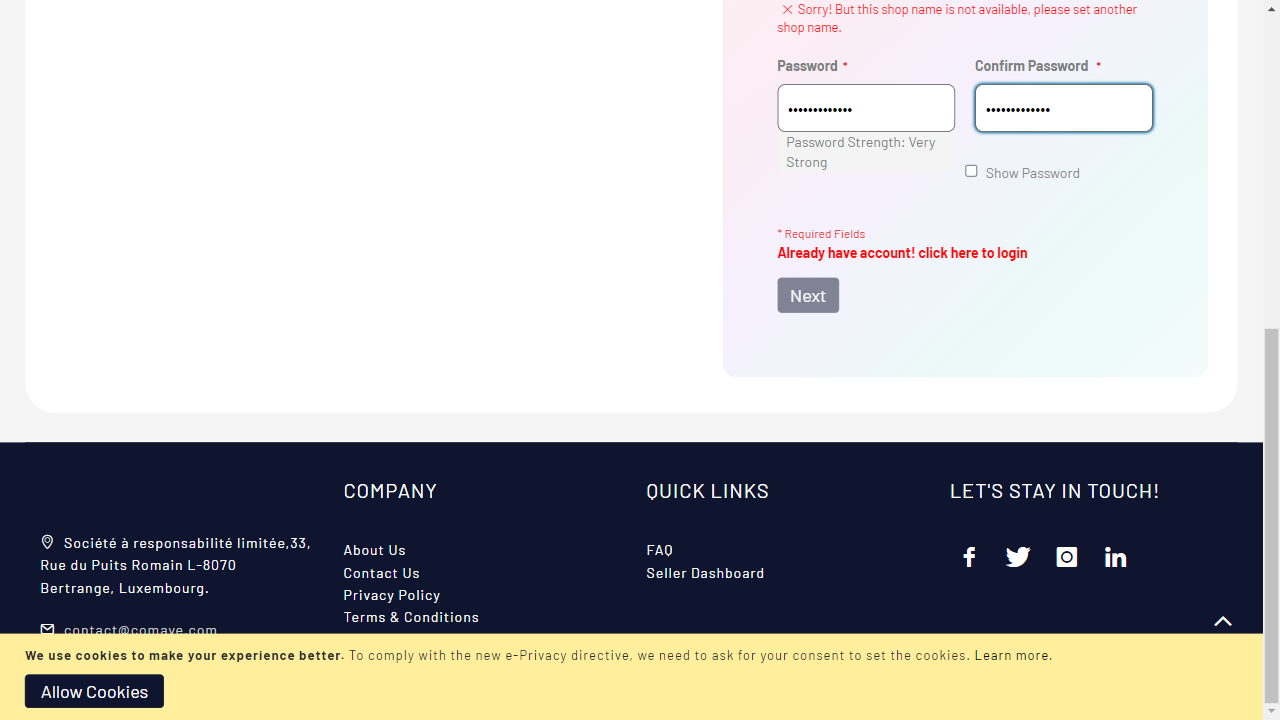 Sorry! But this shop name is not available, please set another
shop name.
Password *
Confirm Password *
•••••••••••••
•••••••••••••
Password Strength: Very
Strong
Show Password
* Required Fields
Already have account! click here to login
Next
COMPANY
QUICK LINKS
LET'S STAY IN TOUCH!
Société à responsabilité limitée,33,
Rue du Puits Romain L-8070
Bertrange, Luxembourg.
contact@comave.com
About Us
Contact Us
Privacy Policy
Terms & Conditions
FAQ
Seller Dashboard
We use cookies to make your experience better. To comply with the new e-Privacy directive, we need to ask for your consent to set the cookies. Learn more.
Allow Cookies